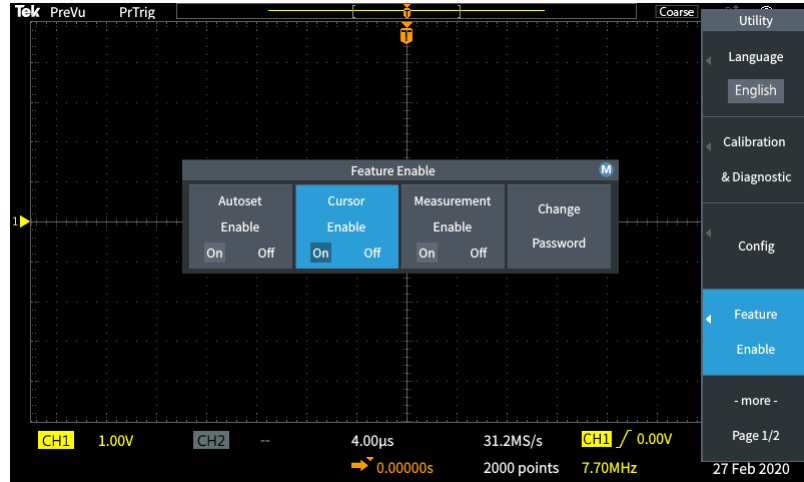 Tek PreVu PrTrig [ T ] Coarse
T
Utility
Language
English
Calibration
& Diagnostic
Feature Enable M
Autoset Enable On Off
Cursor Enable On Off
Measurement Enable On Off
Change Password
1
Config
Feature
Enable
- more -
Page 1/2
CH1 1.00V CH2 -- 4.00µs 31.2MS/s CH1 0.00V
0.00000s 2000 points 7.70MHz 27 Feb 2020